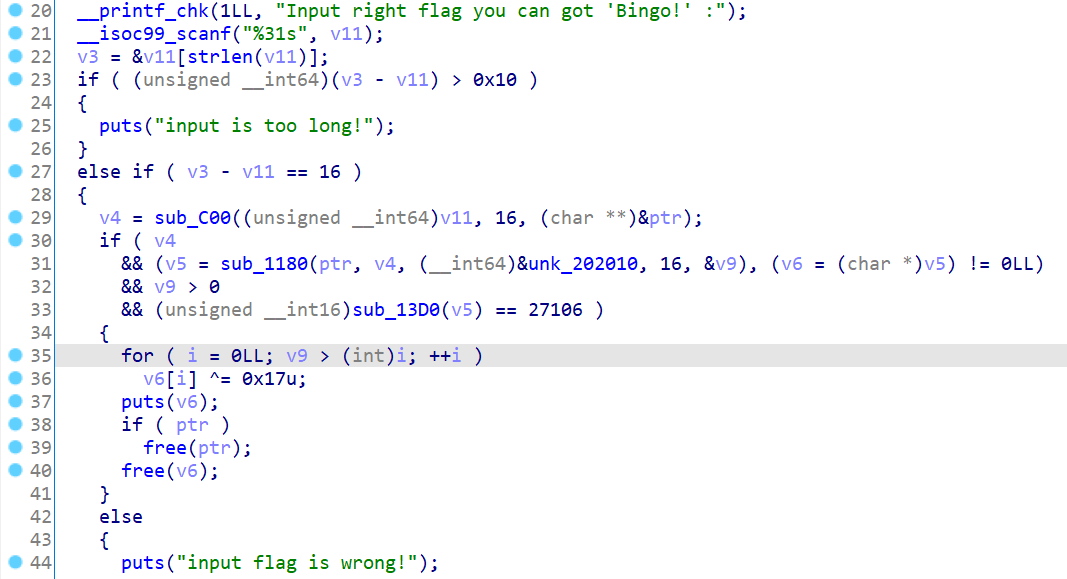 20 __printf_chk(1LL, "Input right flag you can got 'Bingo!' :");
21 __isoc99_scanf("%31s", v11);
22 v3 = &v11[strlen(v11)];
23 if ( (unsigned __int64)(v3 - v11) > 0x10 )
24 {
25 puts("input is too long!");
26 }
27 else if ( v3 - v11 == 16 )
28 {
29 v4 = sub_C00((unsigned __int64)v11, 16, (char **)&ptr);
30 if ( v4
31 && (v5 = sub_1180(ptr, v4, (__int64)&unk_202010, 16, &v9), (v6 = (char *)v5) != 0LL)
32 && v9 > 0
33 && (unsigned __int16)sub_13D0(v5) == 27106 )
34 {
35 for ( i = 0LL; v9 > (int)i; ++i )
36 v6[i] ^= 0x17u;
37 puts(v6);
38 if ( ptr )
39 free(ptr);
40 free(v6);
41 }
42 else
43 {
44 puts("input flag is wrong!");